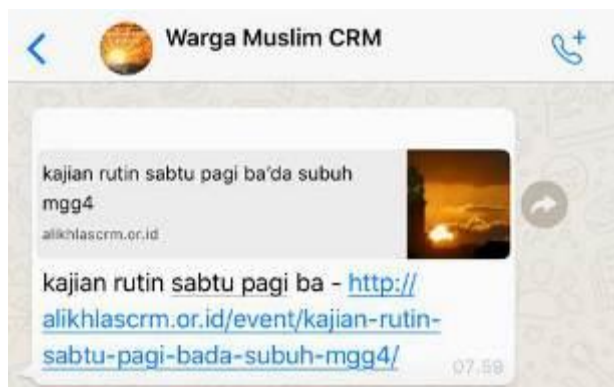 Warga Muslim CRM
kajian rutin sabtu pagi ba'da subuh
mgg4
alikhlascrm.or.id
kajian rutin sabtu pagi ba - http://
alikhlascrm.or.id/event/kajian-rutin-
sabtu-pagi-bada-subuh-mgg4/
07.59